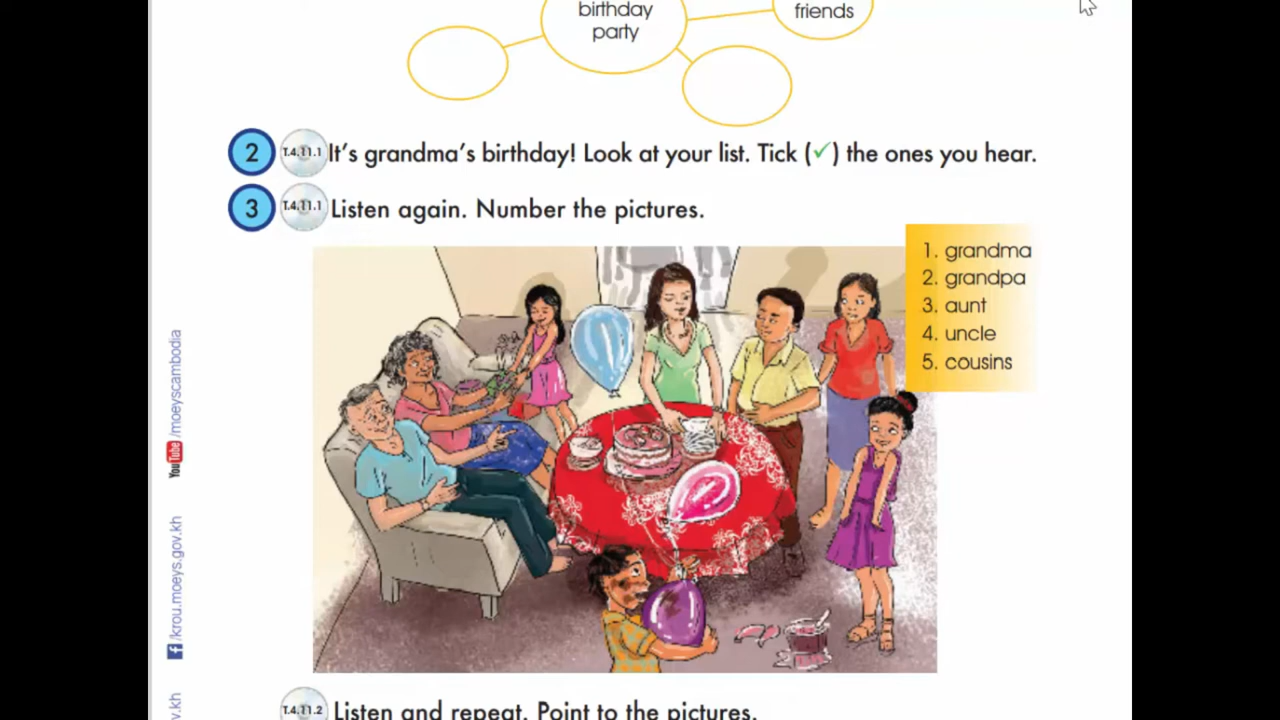 birthday
party
friends
2 T.4.11.1 It's grandma's birthday! Look at your list. Tick (✓) the ones you hear.
3 T.4.11.1 Listen again. Number the pictures.
1. grandma
2. grandpa
3. aunt
4. uncle
5. cousins
YouTube /moeyscambodia
f /krou.moeys.gov.kh
v.kh
T.4.11.2 Listen and repeat. Point to the pictures.